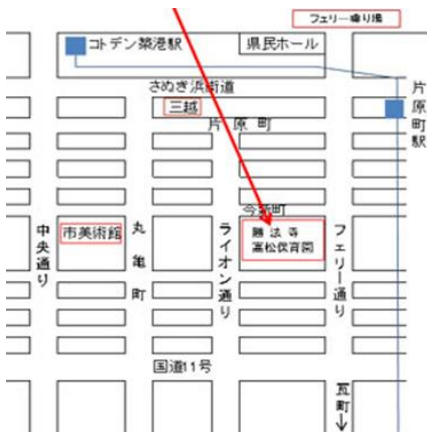 フェリー乗り場
コトデン築港駅
県民ホール
さぬき浜街道
三越
片原町
片原町駅
今新町
中央通り
市美術館
丸亀町
ライオン通り
勝法寺
高松保育園
フェリー通り
国道11号
瓦町↓